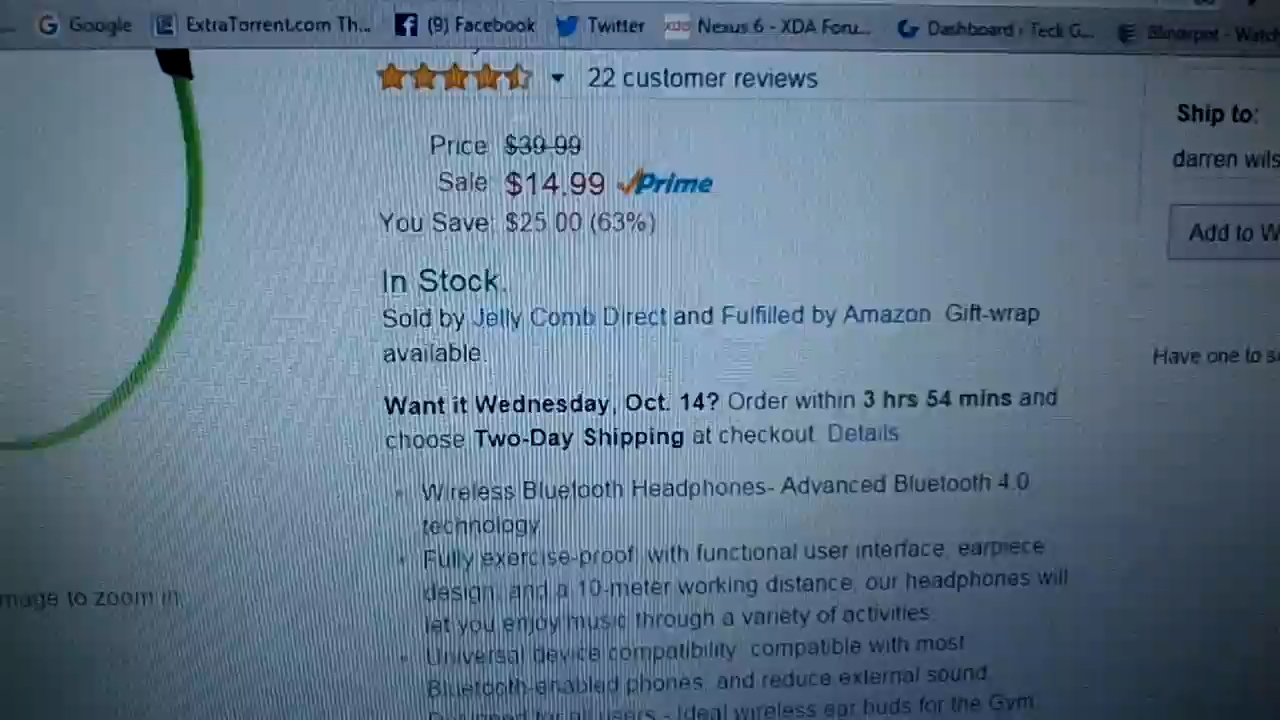 Google ExtraTorrent.com Th... (9) Facebook Twitter Nexus 6 - XDA Foru... Dashboard › Teck G...
22 customer reviews
Price $39.99
Sale $14.99 Prime
You Save: $25.00 (63%)
In Stock.
Sold by Jelly Comb Direct and Fulfilled by Amazon. Gift-wrap
available.
Want it Wednesday, Oct. 14? Order within 3 hrs 54 mins and
choose Two-Day Shipping at checkout. Details
Wireless Bluetooth Headphones- Advanced Bluetooth 4.0
technology
Fully exercise-proof, with functional user interface, earpiece
design, and a 10-meter working distance, our headphones will
let you enjoy music through a variety of activities.
Universal device compatibility, compatible with most
Bluetooth-enabled phones, and reduce external sound.
Designed for all users - Ideal wireless ear buds for the Gym,
mage to zoom in
Ship to:
darren wils
Add to W
Have one to s